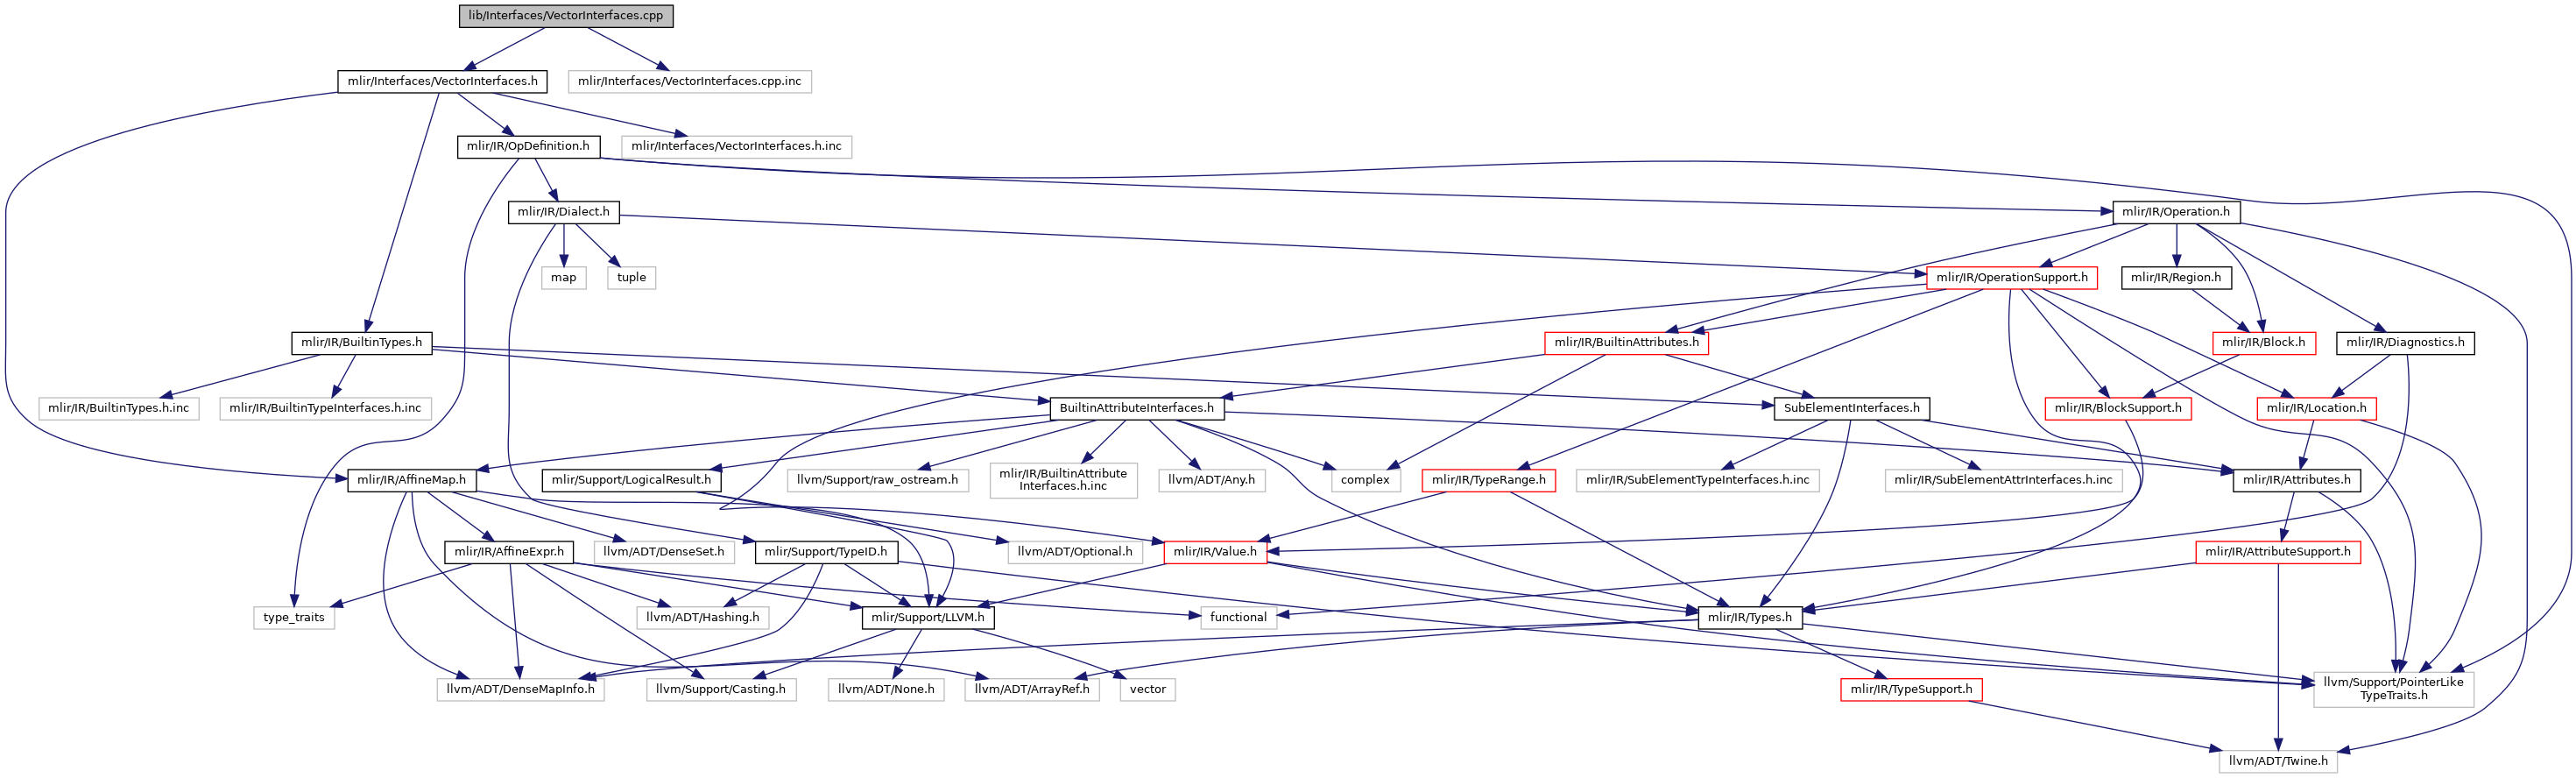 lib/Interfaces/VectorInterfaces.cpp
mlir/Interfaces/VectorInterfaces.h
mlir/Interfaces/VectorInterfaces.cpp.inc
mlir/IR/OpDefinition.h
mlir/Interfaces/VectorInterfaces.h.inc
mlir/IR/Dialect.h
mlir/IR/Operation.h
map
tuple
mlir/IR/OperationSupport.h
mlir/IR/Region.h
mlir/IR/BuiltinTypes.h
mlir/IR/BuiltinAttributes.h
mlir/IR/Block.h
mlir/IR/Diagnostics.h
mlir/IR/BuiltinTypes.h.inc
mlir/IR/BuiltinTypeInterfaces.h.inc
BuiltinAttributeInterfaces.h
SubElementInterfaces.h
mlir/IR/BlockSupport.h
mlir/IR/Location.h
mlir/IR/AffineMap.h
mlir/Support/LogicalResult.h
llvm/Support/raw_ostream.h
mlir/IR/BuiltinAttribute
Interfaces.h.inc
llvm/ADT/Any.h
complex
mlir/IR/TypeRange.h
mlir/IR/SubElementTypeInterfaces.h.inc
mlir/IR/SubElementAttrInterfaces.h.inc
mlir/IR/Attributes.h
mlir/IR/AffineExpr.h
llvm/ADT/DenseSet.h
mlir/Support/TypeID.h
llvm/ADT/Optional.h
mlir/IR/Value.h
mlir/IR/AttributeSupport.h
type_traits
llvm/ADT/Hashing.h
mlir/Support/LLVM.h
functional
mlir/IR/Types.h
llvm/ADT/DenseMapInfo.h
llvm/Support/Casting.h
llvm/ADT/None.h
llvm/ADT/ArrayRef.h
vector
mlir/IR/TypeSupport.h
llvm/Support/PointerLike
TypeTraits.h
llvm/ADT/Twine.h